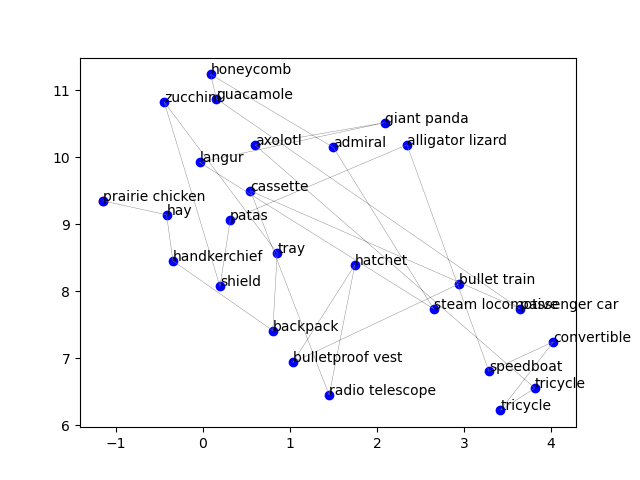 honeycomb
zucchini
guacamole
giant panda
axolotl
admiral
alligator lizard
langur
cassette
prairie chicken
hay
patas
tray
handkerchief
hatchet
shield
bullet train
steam locomotive
passenger car
backpack
convertible
bulletproof vest
speedboat
radio telescope
tricycle
tricycle
11
10
9
8
7
6
−1
0
1
2
3
4